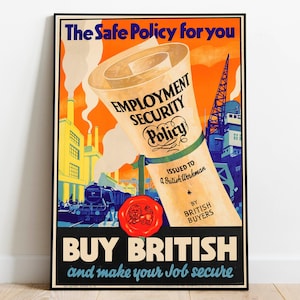 The Safe Policy for you
EMPLOYMENT
SECURITY
Policy
ISSUED TO
A British Workman
BY
BRITISH
BUYERS
BUY BRITISH
and make your Job secure